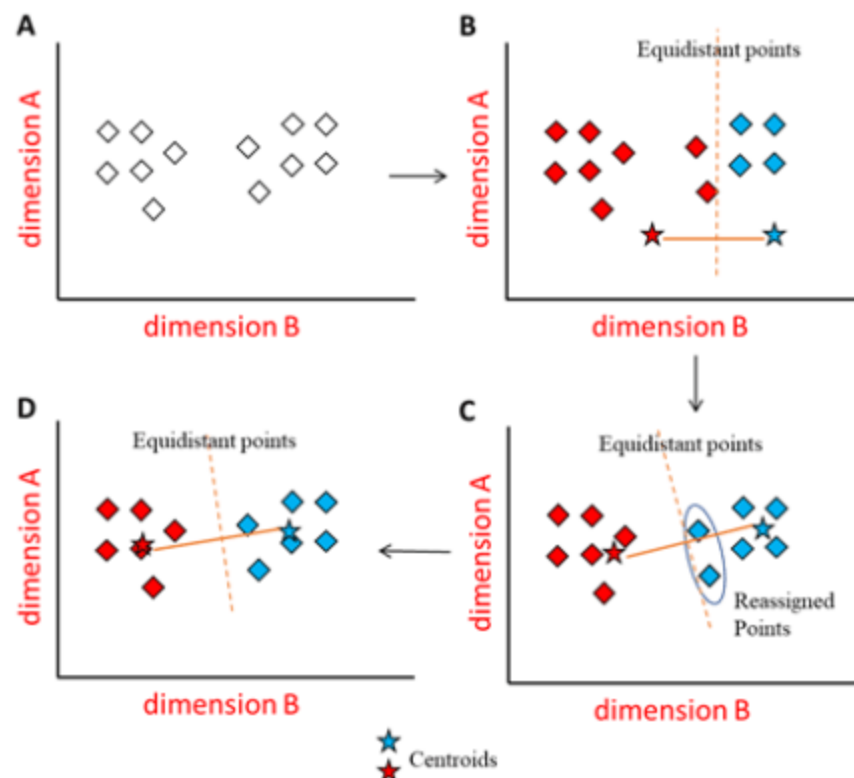 A
dimension A
dimension B
B
Equidistant points
dimension A
dimension B
D
Equidistant points
dimension A
dimension B
C
Equidistant points
dimension A
Reassigned
Points
dimension B
Centroids